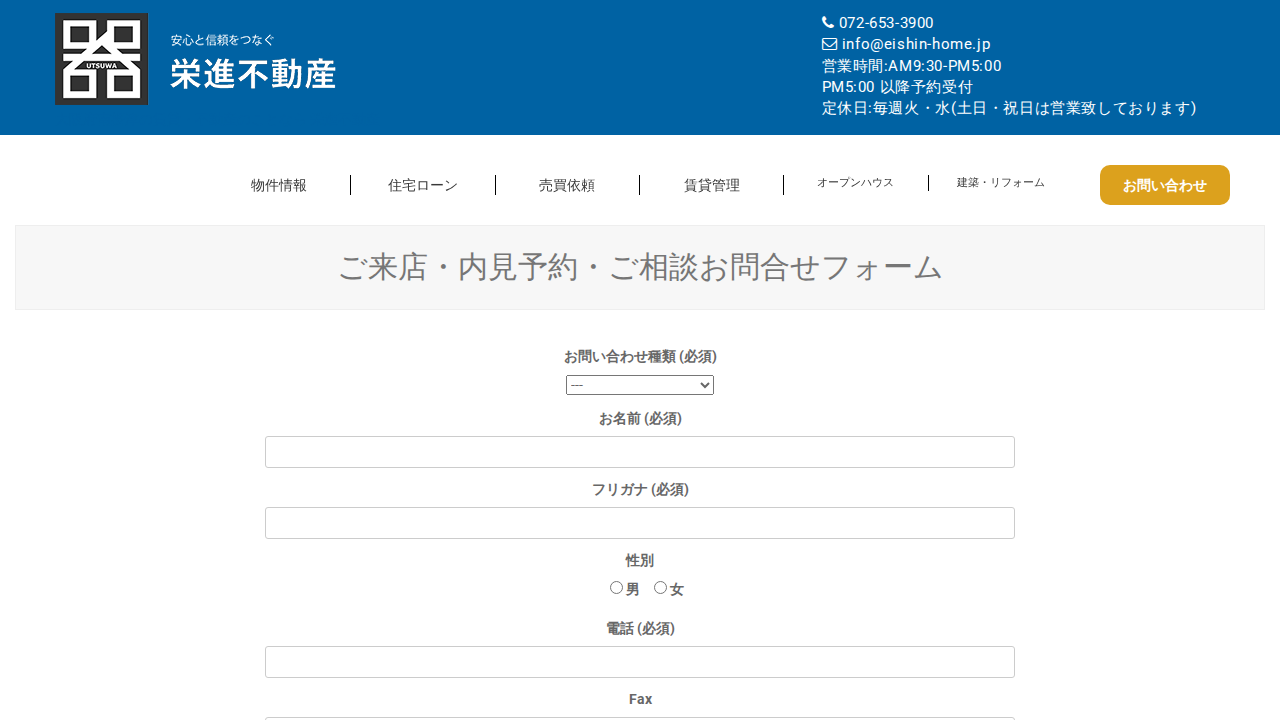 UTSUWA
安心と信頼をつなぐ
栄進不動産
072-653-3900
info@eishin-home.jp
営業時間:AM9:30-PM5:00
PM5:00 以降予約受付
定休日:毎週火・水(土日・祝日は営業致しております)
物件情報
住宅ローン
売買依頼
賃貸管理
オープンハウス
建築・リフォーム
お問い合わせ
ご来店・内見予約・ご相談お問合せフォーム
お問い合わせ種類 (必須)
---
お名前 (必須)
フリガナ (必須)
性別
男 女
電話 (必須)
Fax